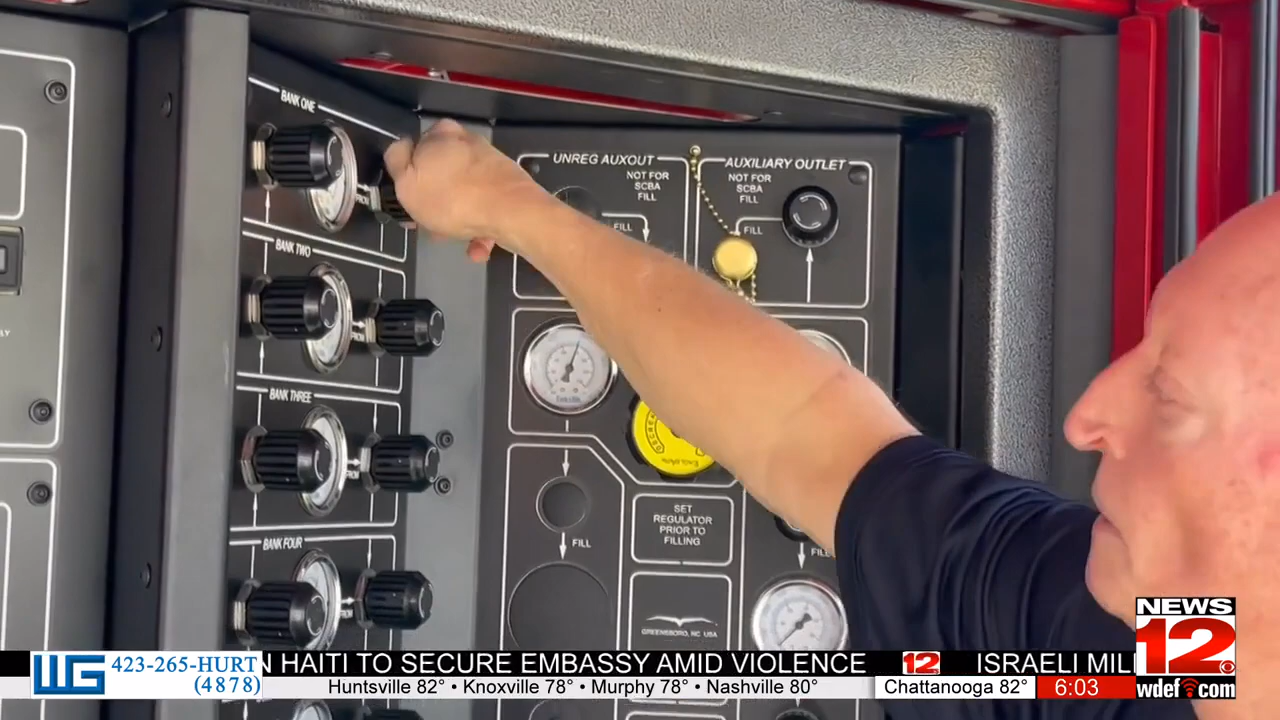 BANK ONE
UNREG AUXOUT
NOT FOR
SCBA
FILL
FILL
AUXILIARY OUTLET
NOT FOR
SCBA
FILL
FILL
BANK TWO
BANK THREE
BANK FOUR
SET
REGULATOR
PRIOR TO
FILLING
FILL
FILL
GREENSBORO, NC USA
NEWS
12
wdef.com
WG
423-265-HURT
(4878)
N HAITI TO SECURE EMBASSY AMID VIOLENCE
12
ISRAELI MIL
Huntsville 82° • Knoxville 78° • Murphy 78° • Nashville 80°
Chattanooga 82°
6:03